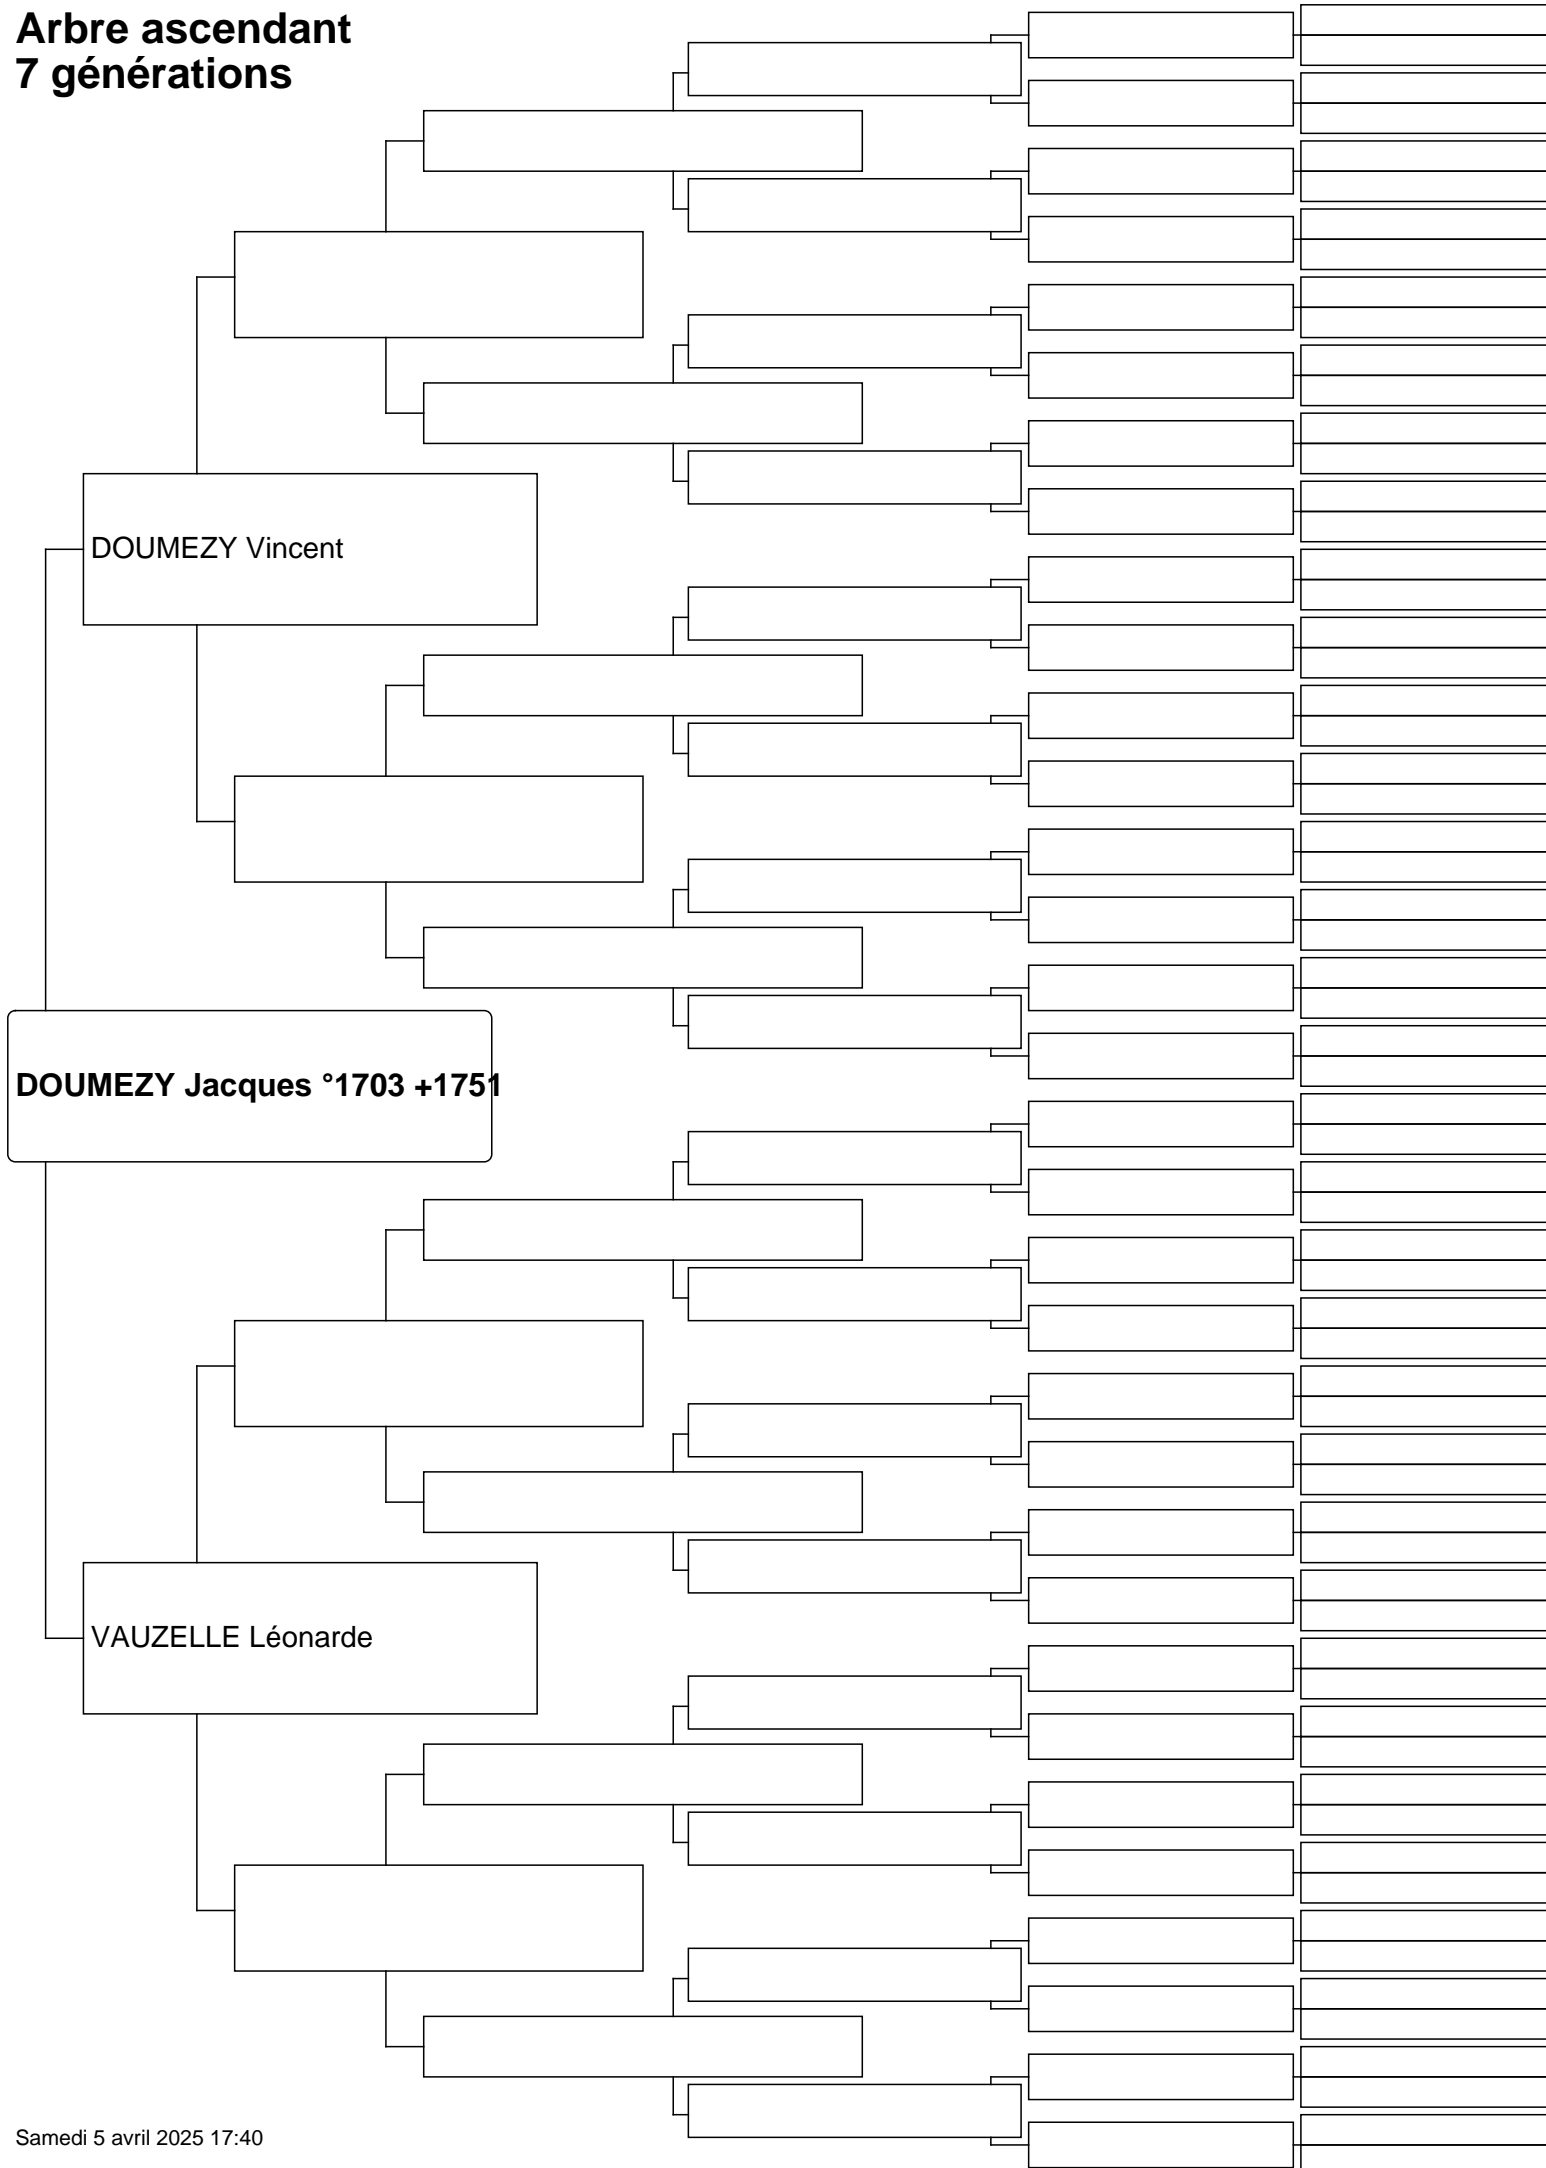 Arbre ascendant
7 générations
DOUMEZY Vincent
DOUMEZY Jacques °1703 +1751
VAUZELLE Léonarde
Samedi 5 avril 2025 17:40